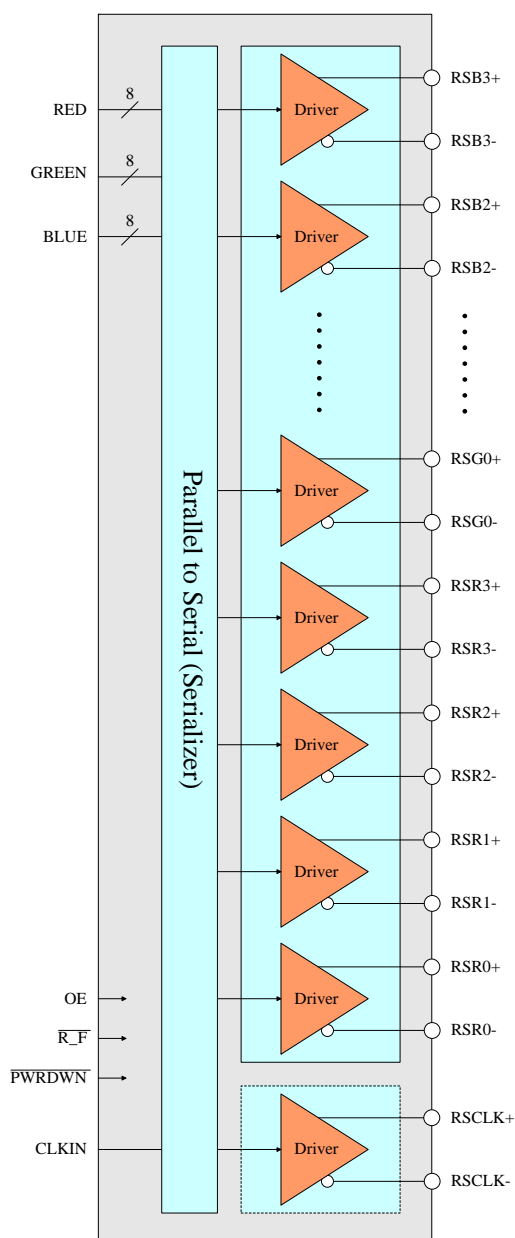 RSB3+
8
Driver
RED
RSB3-
8
GREEN
RSB2+
8
BLUE
Driver
RSB2-
RSG0+
Driver
RSG0-
Parallel to Serial (Serializer)
RSR3+
Driver
RSR3-
RSR2+
Driver
RSR2-
RSR1+
Driver
RSR1-
RSR0+
OE
Driver
RSR0-
R_F
PWRDWN
RSCLK+
CLKIN
Driver
RSCLK-